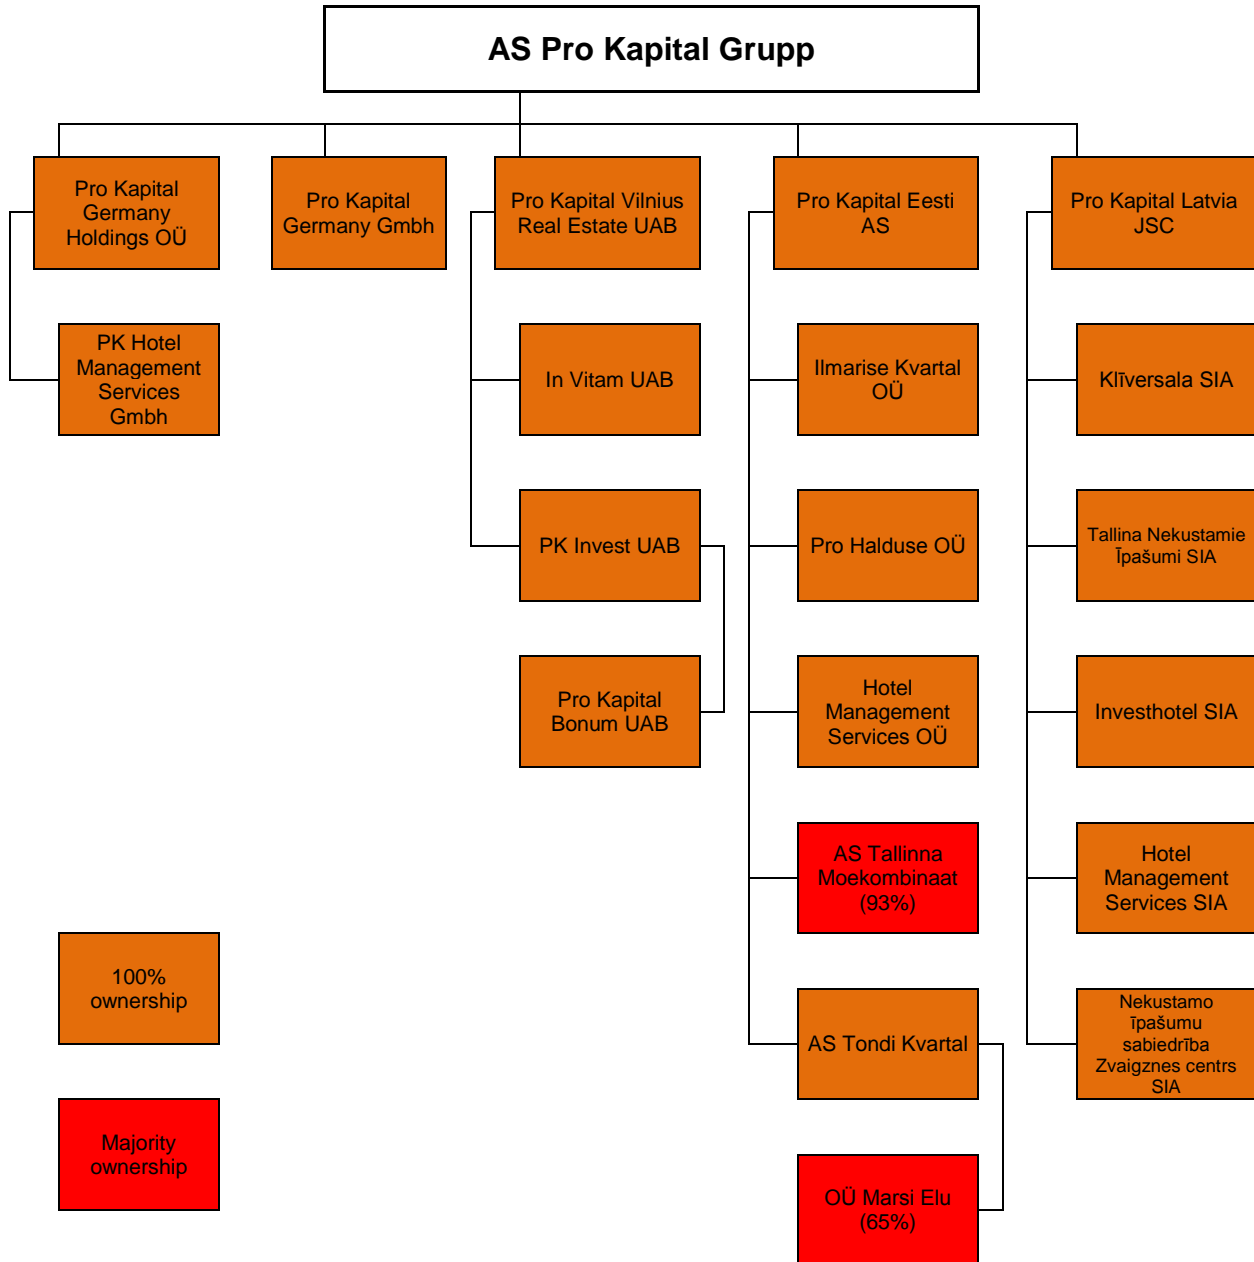 AS Pro Kapital Grupp
Pro Kapital
Germany
Holdings OÜ
Pro Kapital
Germany Gmbh
Pro Kapital Vilnius
Real Estate UAB
Pro Kapital Eesti
AS
Pro Kapital Latvia
JSC
PK Hotel
Management
Services
Gmbh
In Vitam UAB
Ilmarise Kvartal
OÜ
Klīversala SIA
PK Invest UAB
Pro Halduse OÜ
Tallina Nekustamie
Īpašumi SIA
Pro Kapital
Bonum UAB
Hotel
Management
Services OÜ
Investhotel SIA
AS Tallinna
Moekombinaat
(93%)
Hotel
Management
Services SIA
100%
ownership
AS Tondi Kvartal
Nekustamo
īpašumu
sabiedrība
Zvaigznes centrs
SIA
Majority
ownership
OÜ Marsi Elu
(65%)